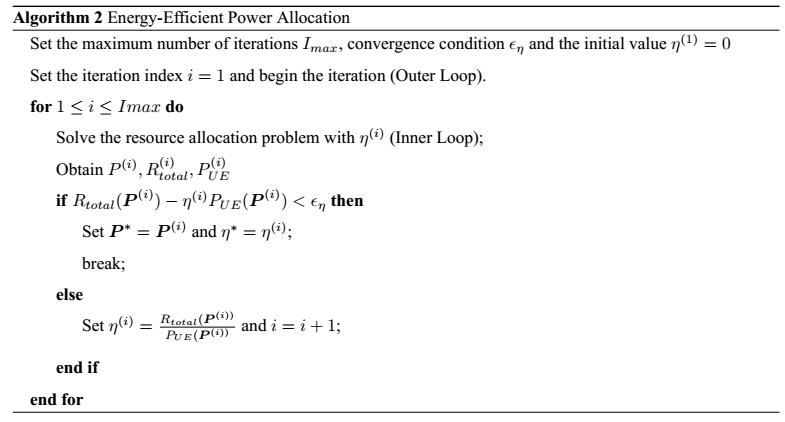 Algorithm 2 Energy-Efficient Power Allocation
Set the maximum number of iterations $I_{max}$, convergence condition $\epsilon_\eta$ and the initial value $\eta^{(1)} = 0$
Set the iteration index $i = 1$ and begin the iteration (Outer Loop).
for $1 \leq i \leq Imax$ do
Solve the resource allocation problem with $\eta^{(i)}$ (Inner Loop);
Obtain $P^{(i)}, R_{total}^{(i)}, P_{UE}^{(i)}$
if $R_{total}(\boldsymbol{P}^{(i)}) - \eta^{(i)} P_{UE}(\boldsymbol{P}^{(i)}) < \epsilon_\eta$ then
Set $\boldsymbol{P}^* = \boldsymbol{P}^{(i)}$ and $\eta^* = \eta^{(i)}$;
break;
else
Set $\eta^{(i)} = \frac{R_{total}(\boldsymbol{P}^{(i)})}{P_{UE}(\boldsymbol{P}^{(i)})}$ and $i = i + 1$;
end if
end for